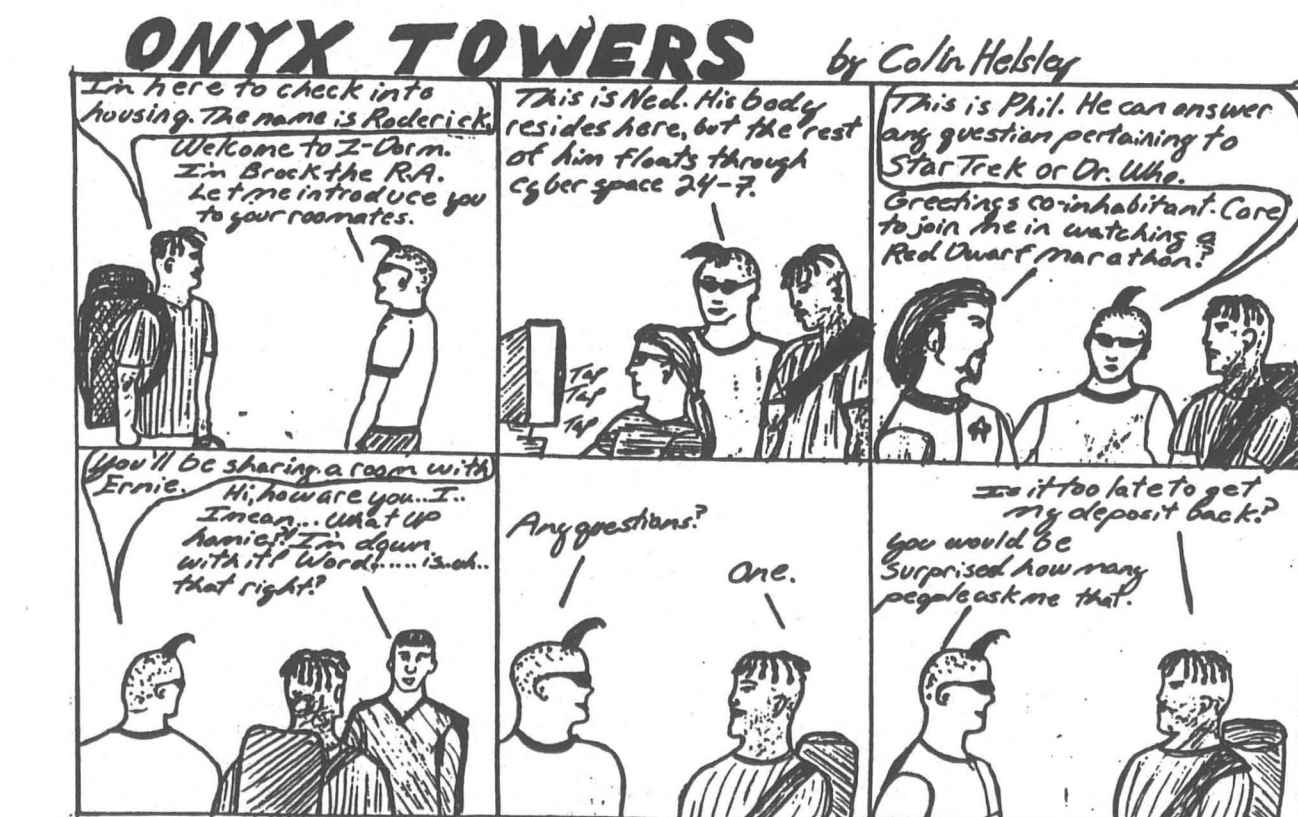 ONYX TOWERS
by Colin Helsley
I'm here to check into
housing. The name is Roderick.
Welcome to Z-Dorm.
I'm Brock the R.A.
Let me introduce you
to your roomates.
This is Ned. His body
resides here, but the rest
of him floats through
cyber space 24-7.
Tap
Tap
Tap
This is Phil. He can answer
any question pertaining to
Star Trek or Dr. Who.
Greetings co-inhabitant. Care
to join me in watching a
Red Dwarf marathon?
You'll be sharing a room with
Ernie.
Hi, how are you... I..
I mean... What up
homie?! I'm down
with it! Word...... is..uh..
that right?
Any questions?
One.
Is it too late to get
my deposit back?
You would be
surprised how many
people ask me that.